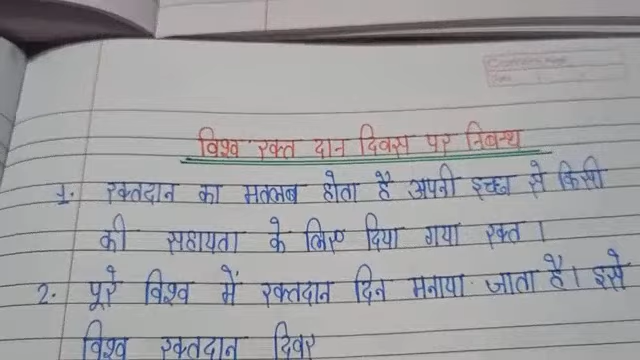 विश्व रक्त दान दिवस पर निबन्ध
1. रक्तदान का मतलब होता है अपनी इच्छा से किसी
की सहायता के लिए दिया गया रक्त।
2. पूरे विश्व में रक्तदान दिन मनाया जाता है। इसे
विश्व रक्तदान दिवर